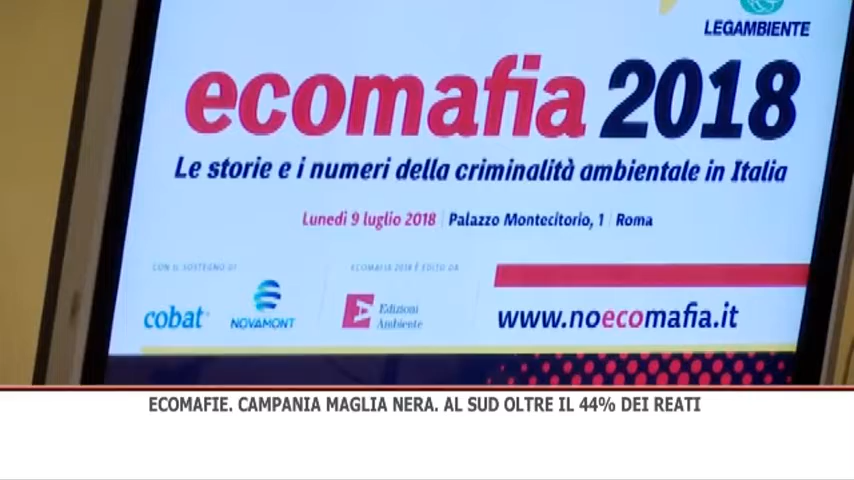 LEGAMBIENTE
ecomafia 2018
Le storie e i numeri della criminalità ambientale in Italia
Lunedì 9 luglio 2018 | Palazzo Montecitorio, 1 | Roma
CON IL SOSTEGNO DI
ECOMAFIA 2018 È EDITO DA
cobat
NOVAMONT
Edizioni
Ambiente
www.noecomafia.it
ECOMAFIE. CAMPANIA MAGLIA NERA. AL SUD OLTRE IL 44% DEI REATI